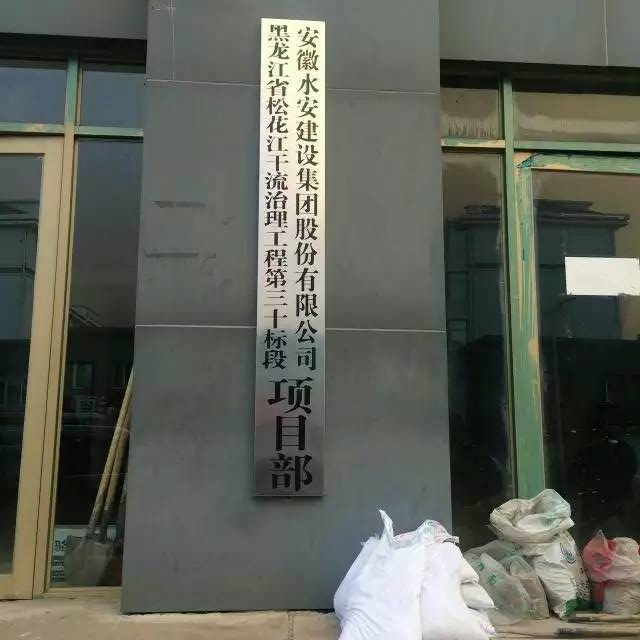 安徽水安建设集团股份有限公司
黑龙江省松花江干流治理工程第三十标段
项目部